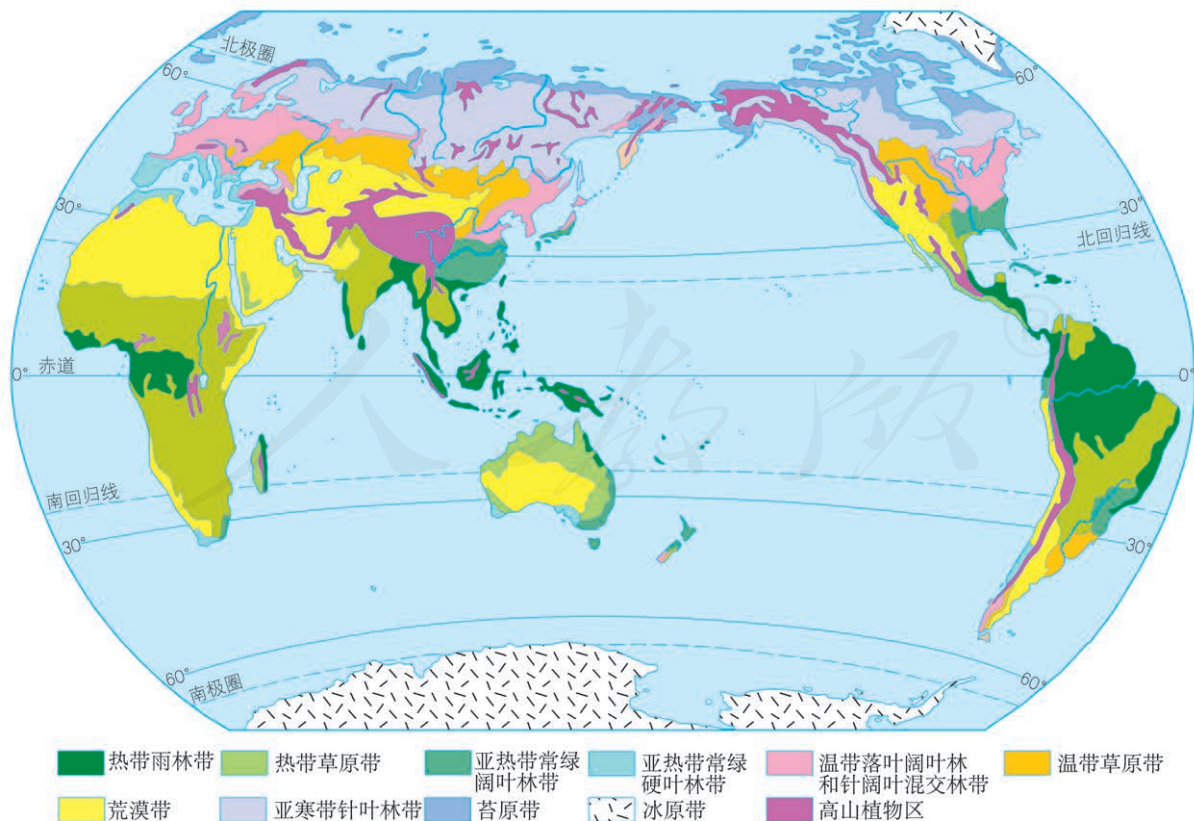 北极圈
60°
60°
30°
30°
北回归线
赤道
0°
0°
南回归线
30°
30°
60°
南极圈
60°
人教版
®
热带雨林带
热带草原带
亚热带常绿
阔叶林带
亚热带常绿
硬叶林带
温带落叶阔叶林
和针阔叶混交林带
温带草原带
荒漠带
亚寒带针叶林带
苔原带
冰原带
高山植物区